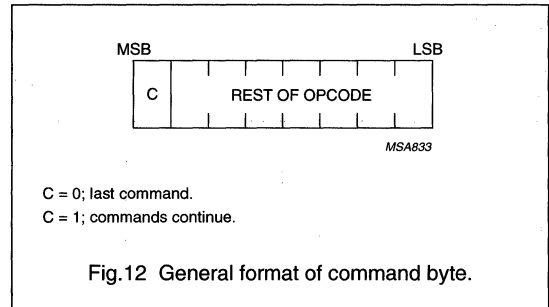 MSB LSB
C REST OF OPCODE
MSA833
C = 0; last command.
C = 1; commands continue.
Fig.12 General format of command byte.